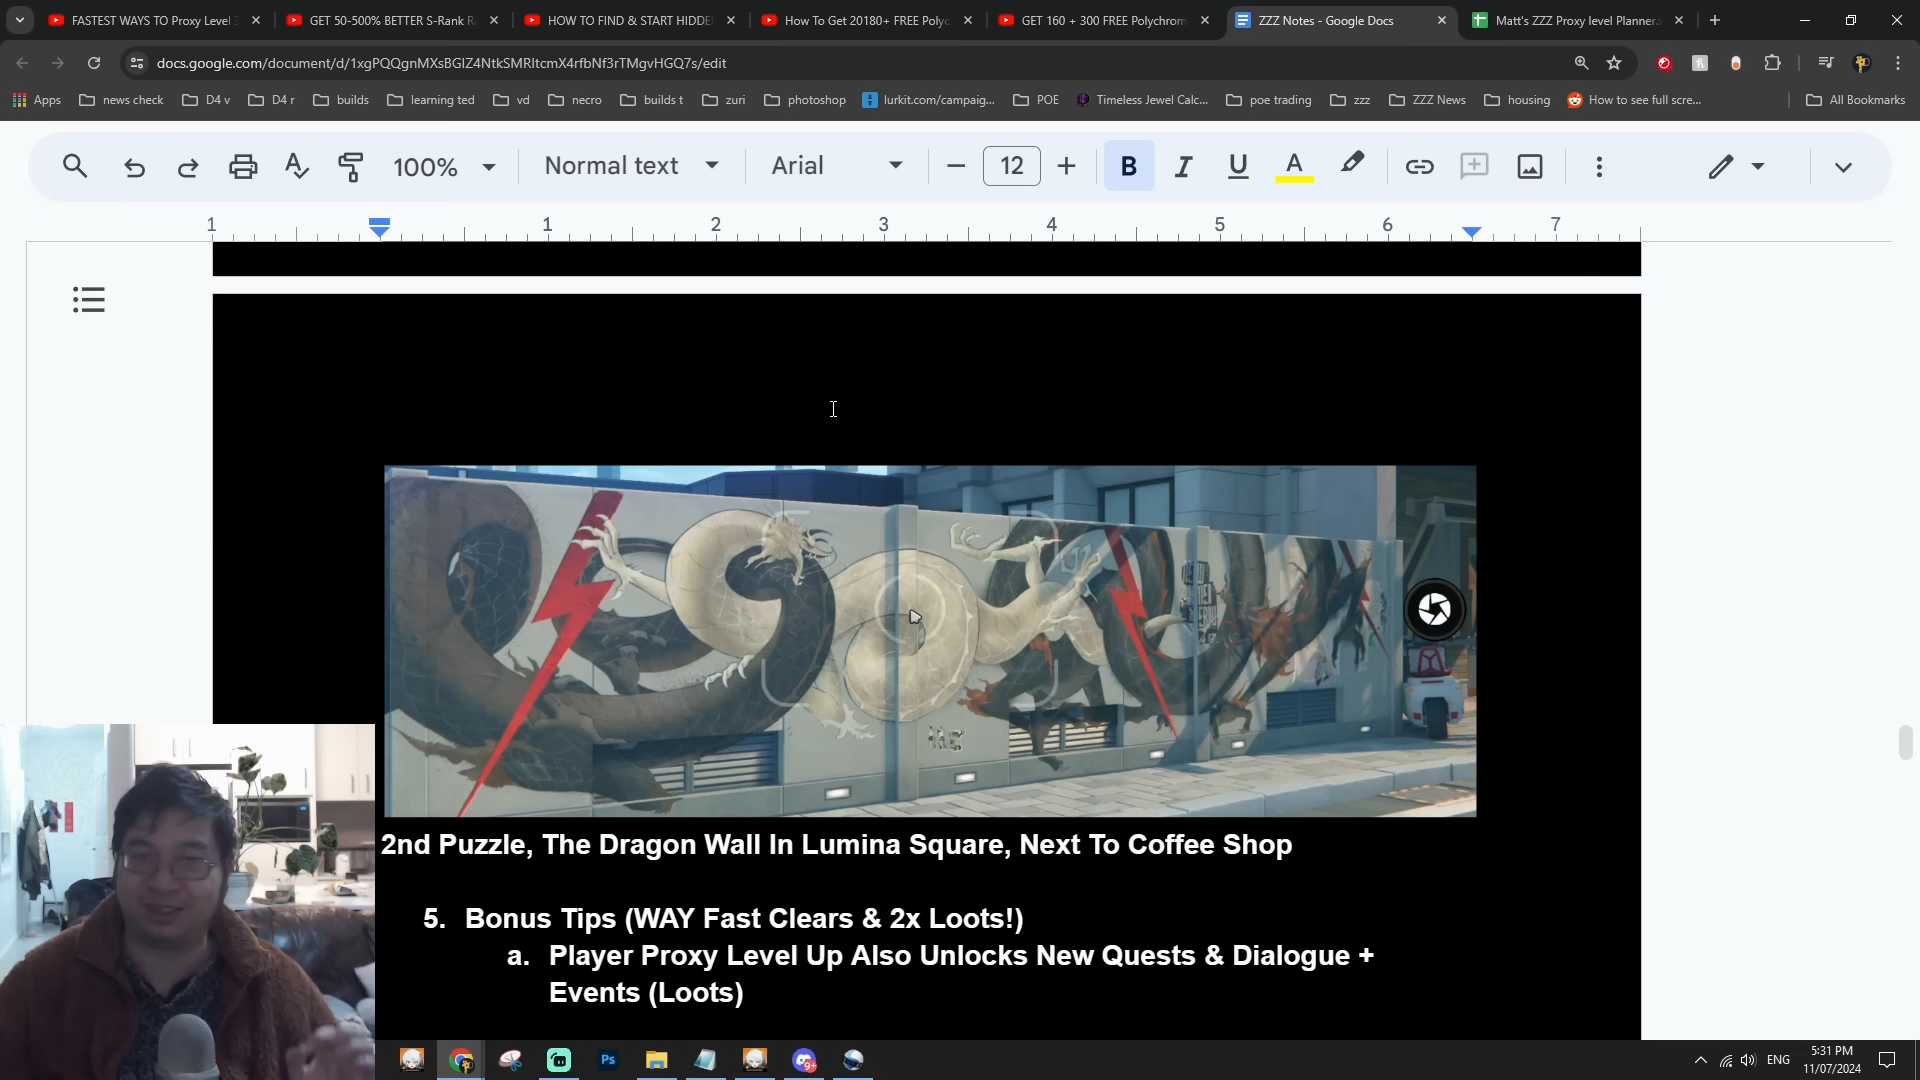 FASTEST WAYS TO Proxy Level
GET 50-500% BETTER S-Rank R
HOW TO FIND & START HIDDE
How To Get 20180+ FREE Polyc
GET 160 + 300 FREE Polychrom
ZZZ Notes - Google Docs
Matt's ZZZ Proxy level Planner
docs.google.com/document/d/1xgPQQgnMXsBGIZ4NtkSMRItcmX4rfbNf3rTMgvHGQ7s/edit
Apps
news check
D4 v
D4 r
builds
learning ted
vd
necro
builds t
zuri
photoshop
lurkit.com/campaig...
POE
Timeless Jewel Calc...
poe trading
zzz
ZZZ News
housing
How to see full scre...
All Bookmarks
100%
Normal text
Arial
12
B
I
U
A
1 1 2 3 4 5 6 7
2nd Puzzle, The Dragon Wall In Lumina Square, Next To Coffee Shop
5. Bonus Tips (WAY Fast Clears & 2x Loots!)
a. Player Proxy Level Up Also Unlocks New Quests & Dialogue +
Events (Loots)
Ps
9+
ENG
5:31 PM
11/07/2024